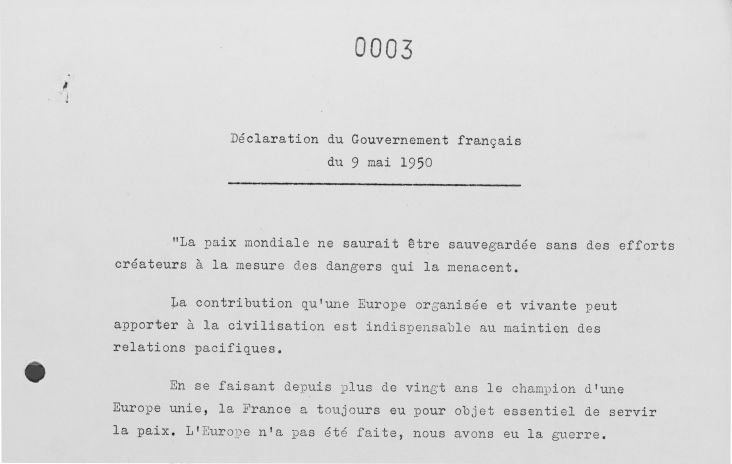 0003
Déclaration du Gouvernement français
du 9 mai 1950
"La paix mondiale ne saurait être sauvegardée sans des efforts
créateurs à la mesure des dangers qui la menacent.
La contribution qu'une Europe organisée et vivante peut
apporter à la civilisation est indispensable au maintien des
relations pacifiques.
En se faisant depuis plus de vingt ans le champion d'une
Europe unie, la France a toujours eu pour objet essentiel de servir
la paix. L'Europe n'a pas été faite, nous avons eu la guerre.